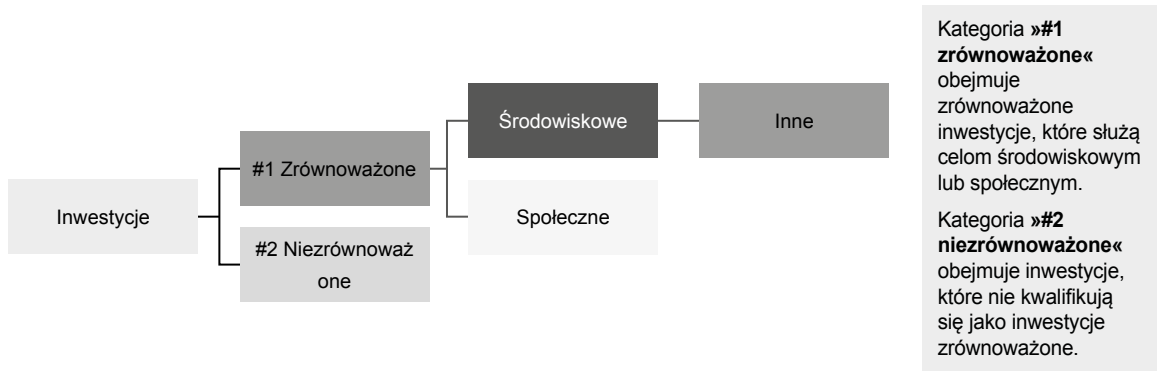 Inwestycje
#1 Zrównoważone
#2 Niezrównoważ
one
Środowiskowe
Społeczne
Inne
Kategoria »#1
zrównoważone«
obejmuje
zrównoważone
inwestycje, które służą
celom środowiskowym
lub społecznym.
Kategoria »#2
niezrównoważone«
obejmuje inwestycje,
które nie kwalifikują
się jako inwestycje
zrównoważone.